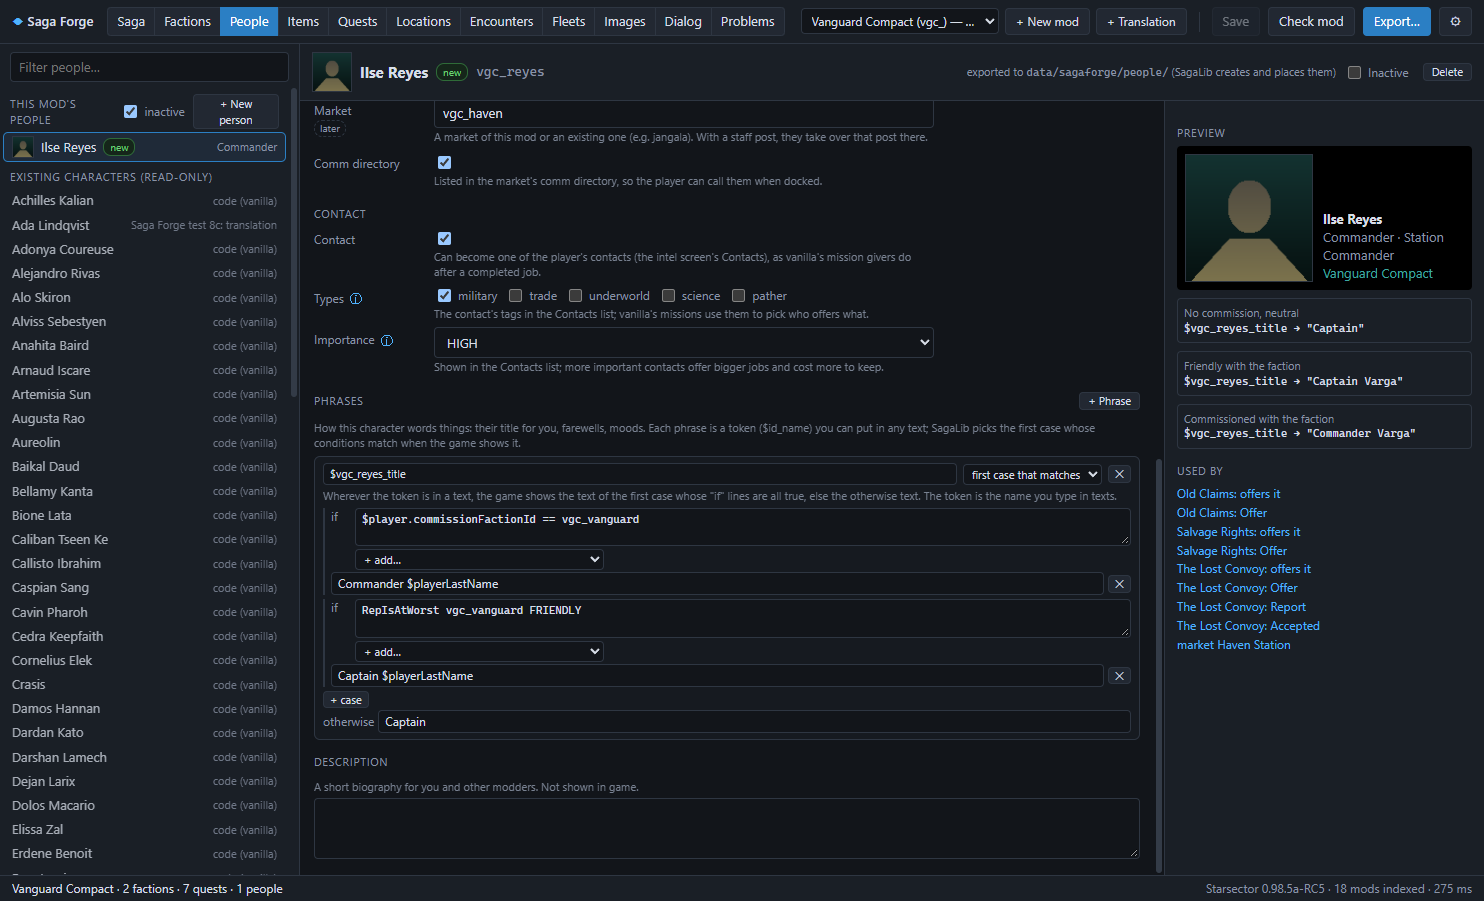 Saga Forge
Saga Factions People Items Quests Locations Encounters Fleets Images Dialog Problems
Vanguard Compact (vgc_) — ...
+ New mod
+ Translation
Save
Check mod
Export...
Filter people...
THIS MOD'S PEOPLE
inactive
+ New person
Ilse Reyes new Commander
EXISTING CHARACTERS (READ-ONLY)
Achilles Kalian code (vanilla)
Ada Lindqvist Saga Forge test 8c: translation
Adonya Coureuse code (vanilla)
Alejandro Rivas code (vanilla)
Alo Skiron code (vanilla)
Alviss Sebestyen code (vanilla)
Anahita Baird code (vanilla)
Arnaud Iscare code (vanilla)
Artemisia Sun code (vanilla)
Augusta Rao code (vanilla)
Aureolin code (vanilla)
Baikal Daud code (vanilla)
Bellamy Kanta code (vanilla)
Bione Lata code (vanilla)
Caliban Tseen Ke code (vanilla)
Callisto Ibrahim code (vanilla)
Caspian Sang code (vanilla)
Cavin Pharoh code (vanilla)
Cedra Keepfaith code (vanilla)
Cornelius Elek code (vanilla)
Crasis code (vanilla)
Damos Hannan code (vanilla)
Dardan Kato code (vanilla)
Darshan Lamech code (vanilla)
Dejan Larix code (vanilla)
Dolos Macario code (vanilla)
Elissa Zal code (vanilla)
Erdene Benoit code (vanilla)
Ilse Reyes new vgc_reyes
exported to data/sagaforge/people/ (SagaLib creates and places them)
Inactive
Delete
Market
later
vgc_haven
A market of this mod or an existing one (e.g. jangala). With a staff post, they take over that post there.
Comm directory
Listed in the market's comm directory, so the player can call them when docked.
CONTACT
Contact
Can become one of the player's contacts (the intel screen's Contacts), as vanilla's mission givers do
after a completed job.
Types military trade underworld science pather
The contact's tags in the Contacts list; vanilla's missions use them to pick who offers what.
Importance
HIGH
Shown in the Contacts list; more important contacts offer bigger jobs and cost more to keep.
PHRASES
+ Phrase
How this character words things: their title for you, farewells, moods. Each phrase is a token ($id_name) you can put in any text; SagaLib picks the first case whose
conditions match when the game shows it.
$vgc_reyes_title
first case that matches
Wherever the token is in a text, the game shows the text of the first case whose "if" lines are all true, else the otherwise text. The token is the name you type in texts.
if $player.commissionFactionId == vgc_vanguard
+ add...
Commander $playerLastName
if RepIsAtWorst vgc_vanguard FRIENDLY
+ add...
Captain $playerLastName
+ case
otherwise Captain
DESCRIPTION
A short biography for you and other modders. Not shown in game.
PREVIEW
Ilse Reyes
Commander · Station
Commander
Vanguard Compact
No commission, neutral
$vgc_reyes_title → "Captain"
Friendly with the faction
$vgc_reyes_title → "Captain Varga"
Commissioned with the faction
$vgc_reyes_title → "Commander Varga"
USED BY
Old Claims: offers it
Old Claims: Offer
Salvage Rights: offers it
Salvage Rights: Offer
The Lost Convoy: offers it
The Lost Convoy: Offer
The Lost Convoy: Report
The Lost Convoy: Accepted
market Haven Station
Vanguard Compact · 2 factions · 7 quests · 1 people
Starsector 0.98.5a-RC5 · 18 mods indexed · 275 ms